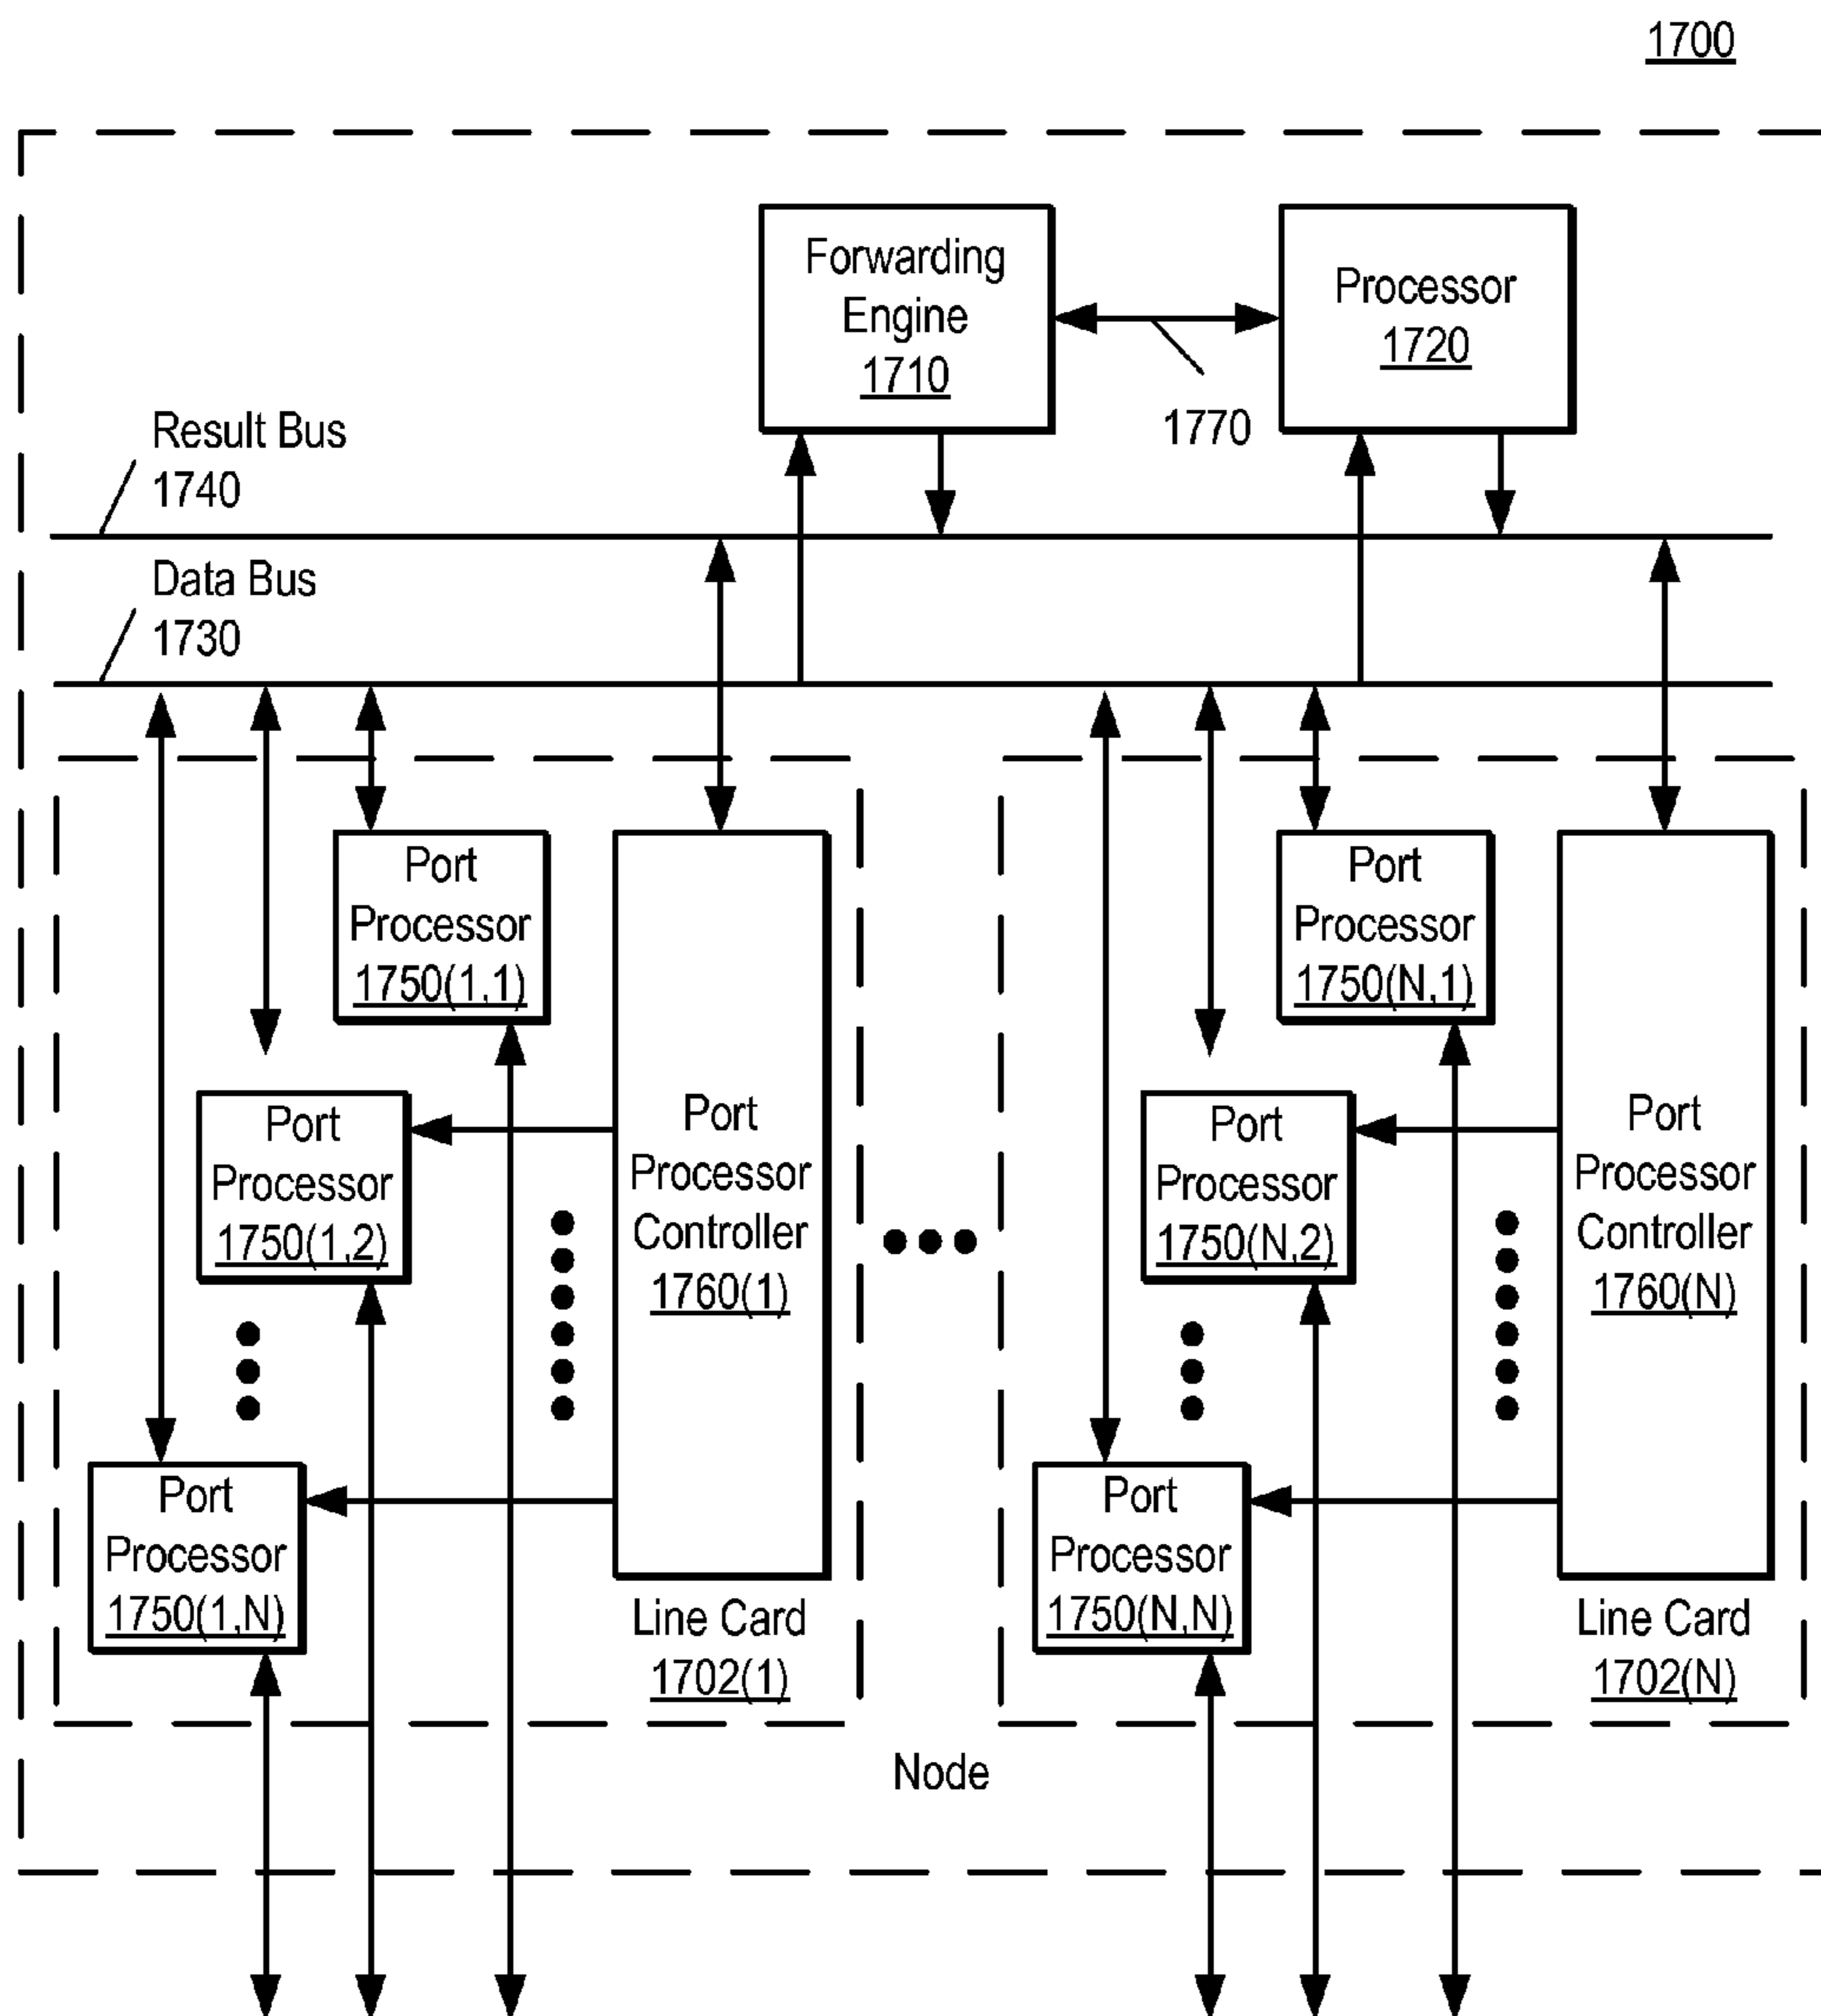 1700
Forwarding
Engine
1710
Processor
1720
1770
Result Bus
1740
Data Bus
1730
Port
Processor
1750(1,1)
Port
Processor
1750(1,2)
Port
Processor
1750(1,N)
Port
Processor
Controller
1760(1)
Line Card
1702(1)
Port
Processor
1750(N,1)
Port
Processor
1750(N,2)
Port
Processor
1750(N,N)
Port
Processor
Controller
1760(N)
Line Card
1702(N)
Node